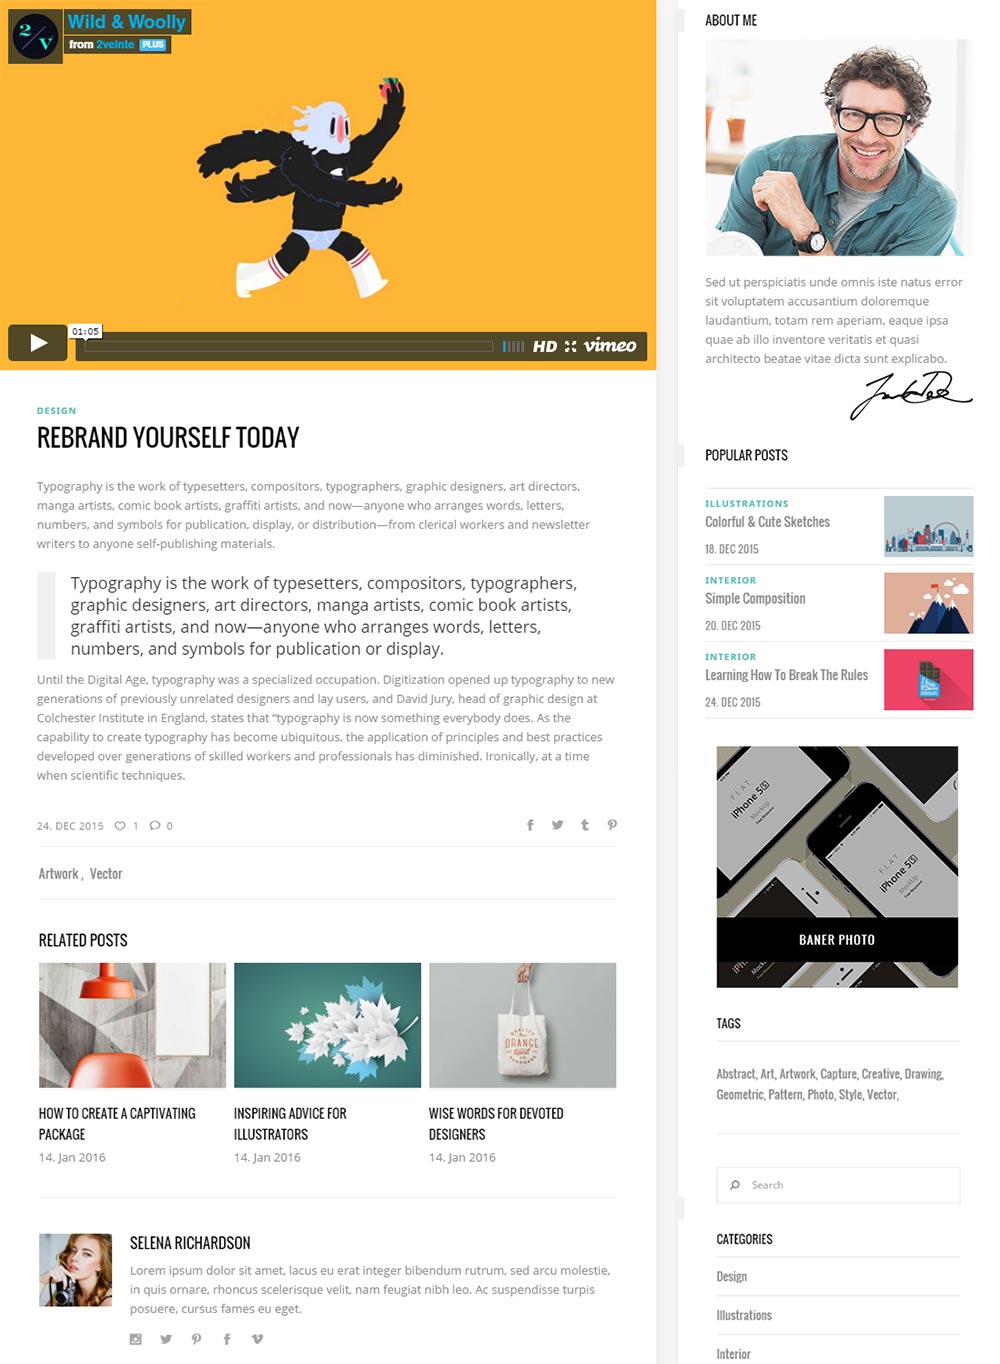 2/V
Wild & Woolly
from 2veinte PLUS
01:05
HD vimeo
DESIGN
REBRAND YOURSELF TODAY
Typography is the work of typesetters, compositors, typographers, graphic designers, art directors,
manga artists, comic book artists, graffiti artists, and now—anyone who arranges words, letters,
numbers, and symbols for publication, display, or distribution—from clerical workers and newsletter
writers to anyone self-publishing materials.
Typography is the work of typesetters, compositors, typographers,
graphic designers, art directors, manga artists, comic book artists,
graffiti artists, and now—anyone who arranges words, letters,
numbers, and symbols for publication or display.
Until the Digital Age, typography was a specialized occupation. Digitization opened up typography to new
generations of previously unrelated designers and lay users, and David Jury, head of graphic design at
Colchester Institute in England, states that “typography is now something everybody does. As the
capability to create typography has become ubiquitous, the application of principles and best practices
developed over generations of skilled workers and professionals has diminished. Ironically, at a time
when scientific techniques.
24. DEC 2015 1 0
Artwork , Vector
RELATED POSTS
QUALITY
ORANGE
HANDMADE
HOW TO CREATE A CAPTIVATING
PACKAGE
14. Jan 2016
INSPIRING ADVICE FOR
ILLUSTRATORS
14. Jan 2016
WISE WORDS FOR DEVOTED
DESIGNERS
14. Jan 2016
SELENA RICHARDSON
Lorem ipsum dolor sit amet, lacus eu erat integer bibendum rutrum, sed arcu molestie,
in quis ornare, rhoncus scelerisque velit, nam feugiat nibh leo. Ac suspendisse turpis
posuere, cursus fames eu eget.
ABOUT ME
Sed ut perspiciatis unde omnis iste natus error
sit voluptatem accusantium doloremque
laudantium, totam rem aperiam, eaque ipsa
quae ab illo inventore veritatis et quasi
architecto beatae vitae dicta sunt explicabo.
POPULAR POSTS
ILLUSTRATIONS
Colorful & Cute Sketches
18. DEC 2015
INTERIOR
Simple Composition
20. DEC 2015
INTERIOR
Learning How To Break The Rules
24. DEC 2015
FLAT
iPhone 5S
MockUp
Free Resource
FLAT
iPhone 5S
MockUp
Free Resource
BANER PHOTO
TAGS
Abstract, Art, Artwork, Capture, Creative, Drawing,
Geometric, Pattern, Photo, Style, Vector,
Search
CATEGORIES
Design
Illustrations
Interior